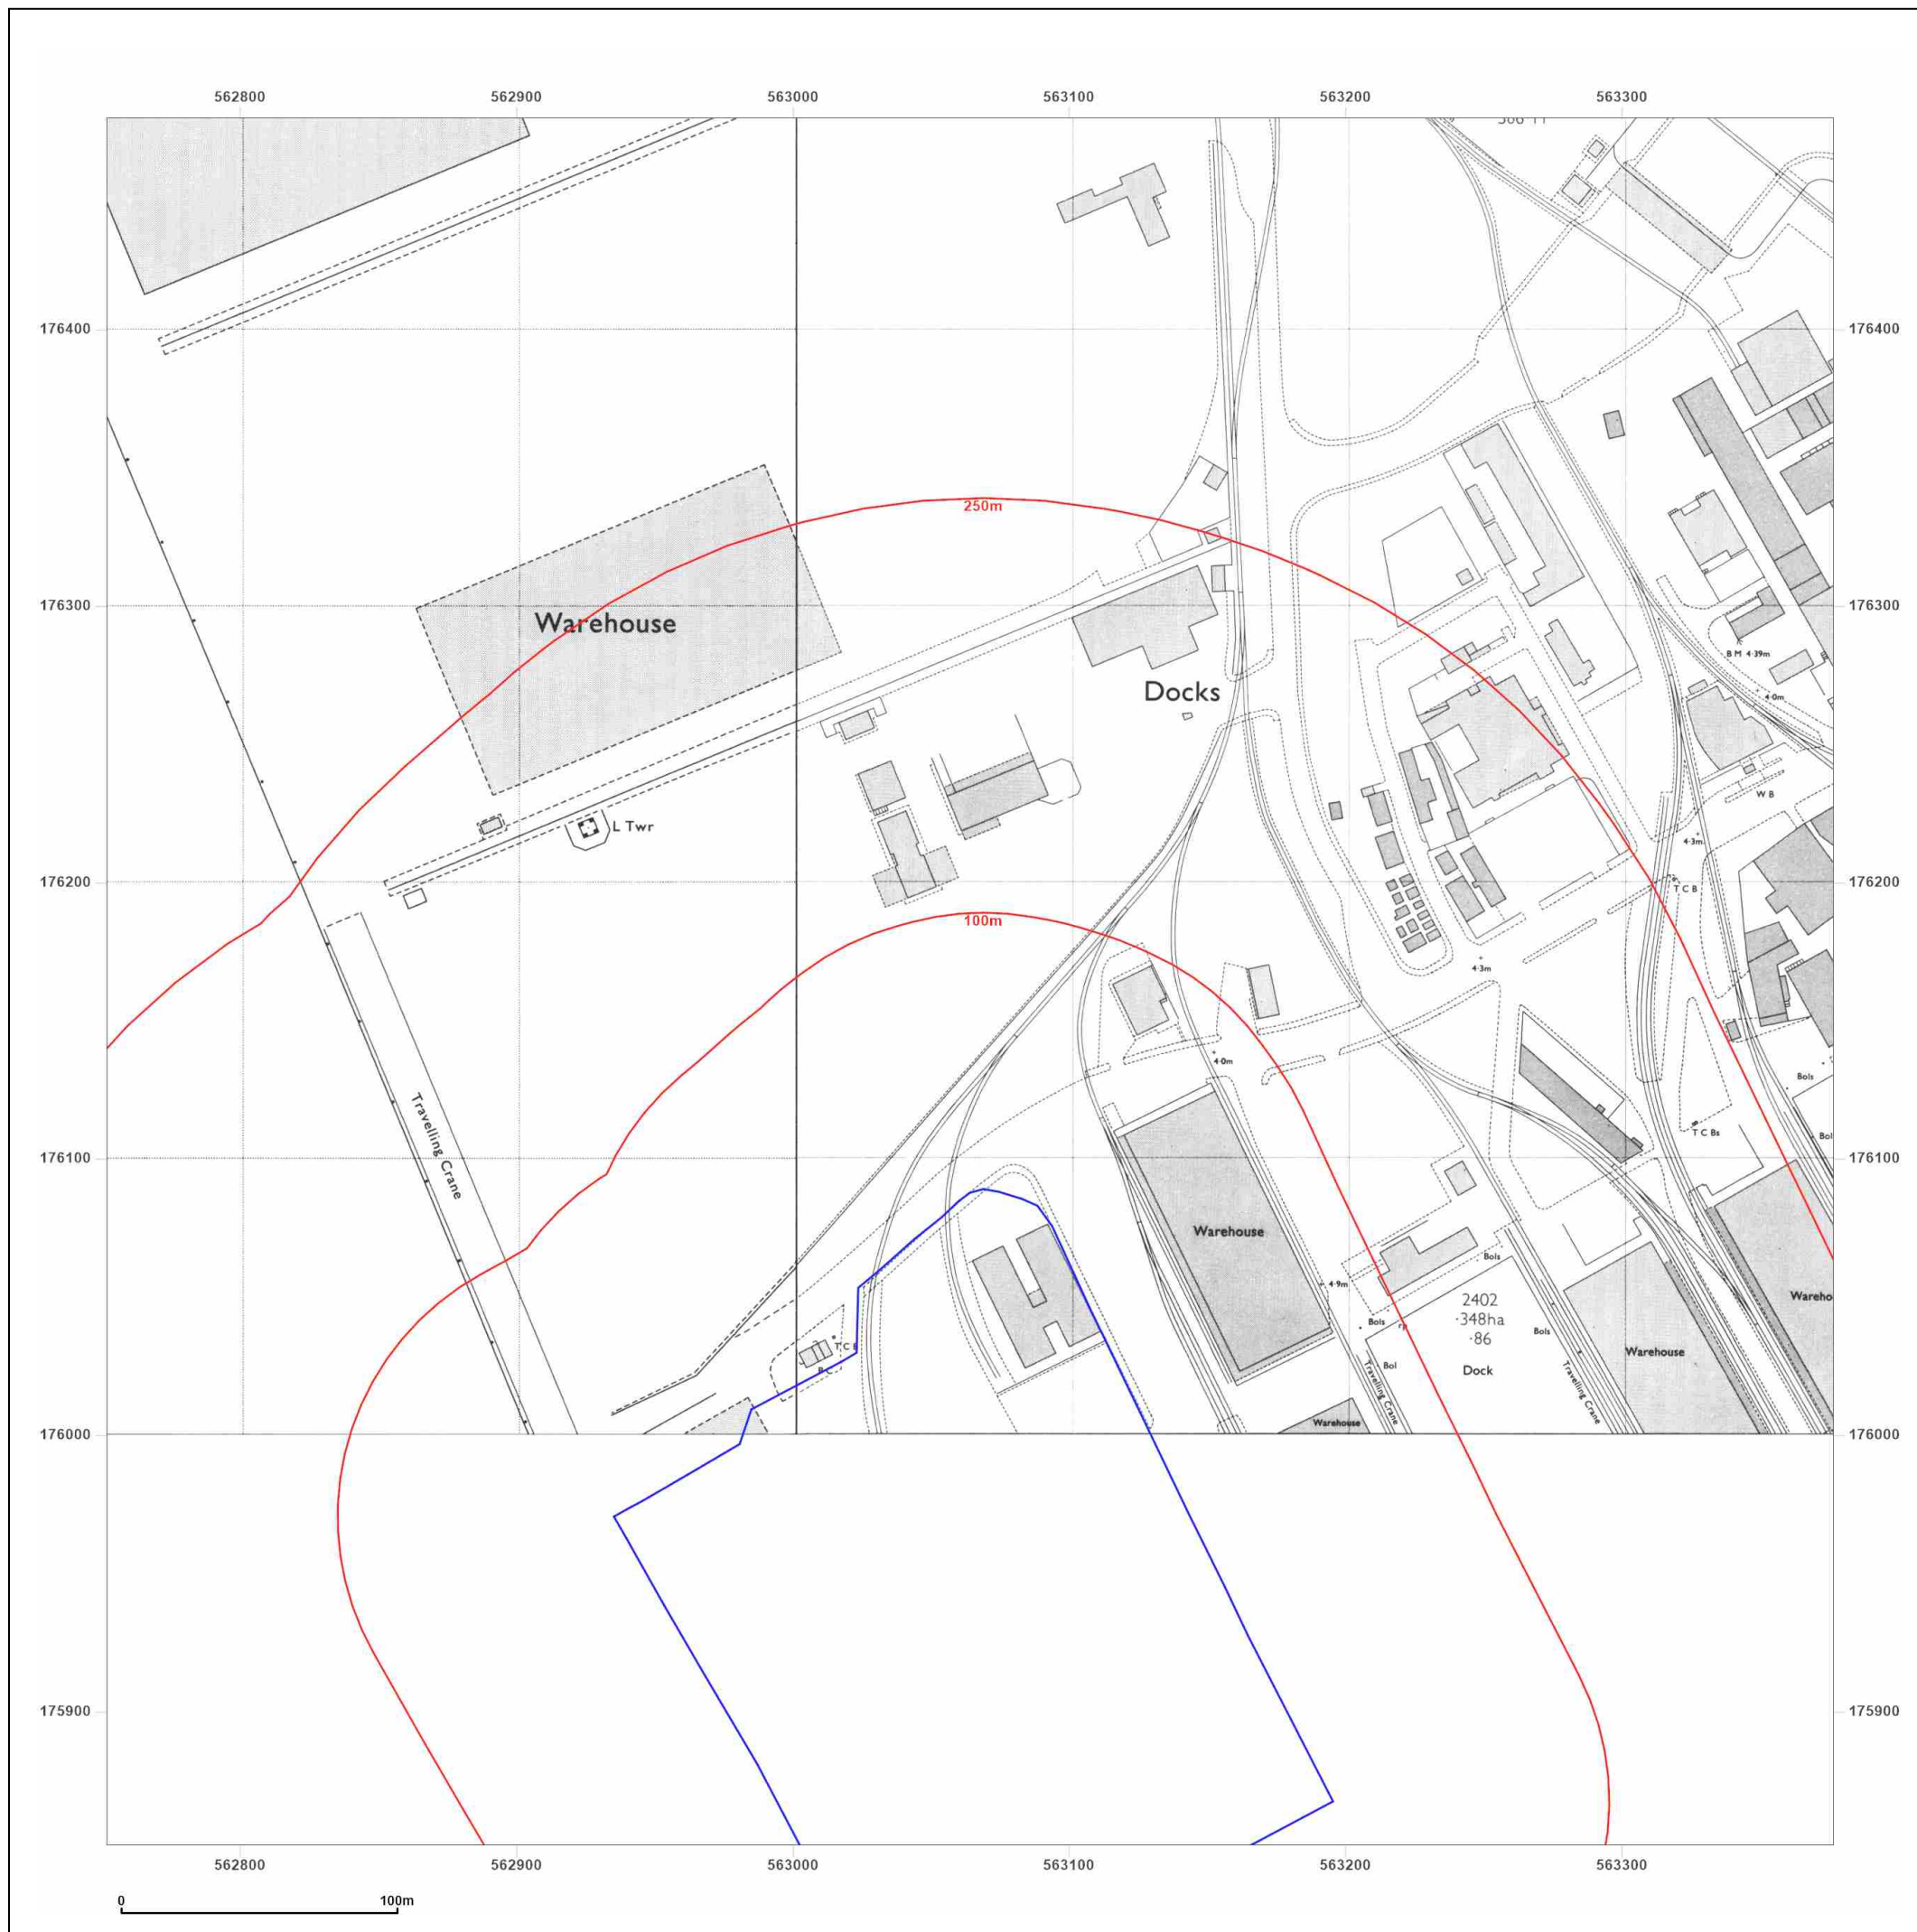 562800 562900 563000 563100 563200 563300
176400 176400
250m
176300 Warehouse 176300
B M 4·39m
Docks
4·0m
W B
L Twr
4·3m
176200 176200
T C B
100m
4·3m
4·0m
Bols
Travelling Crane
T C Bs
176100 176100
Warehouse
Bols
4·9m
2402
·348ha
·86
Bols
Bols
Warehouse
Bol
Dock
Travelling Crane
Travelling Crane
Warehouse
176000 176000
175900 175900
562800 562900 563000 563100 563200 563300
0 100m